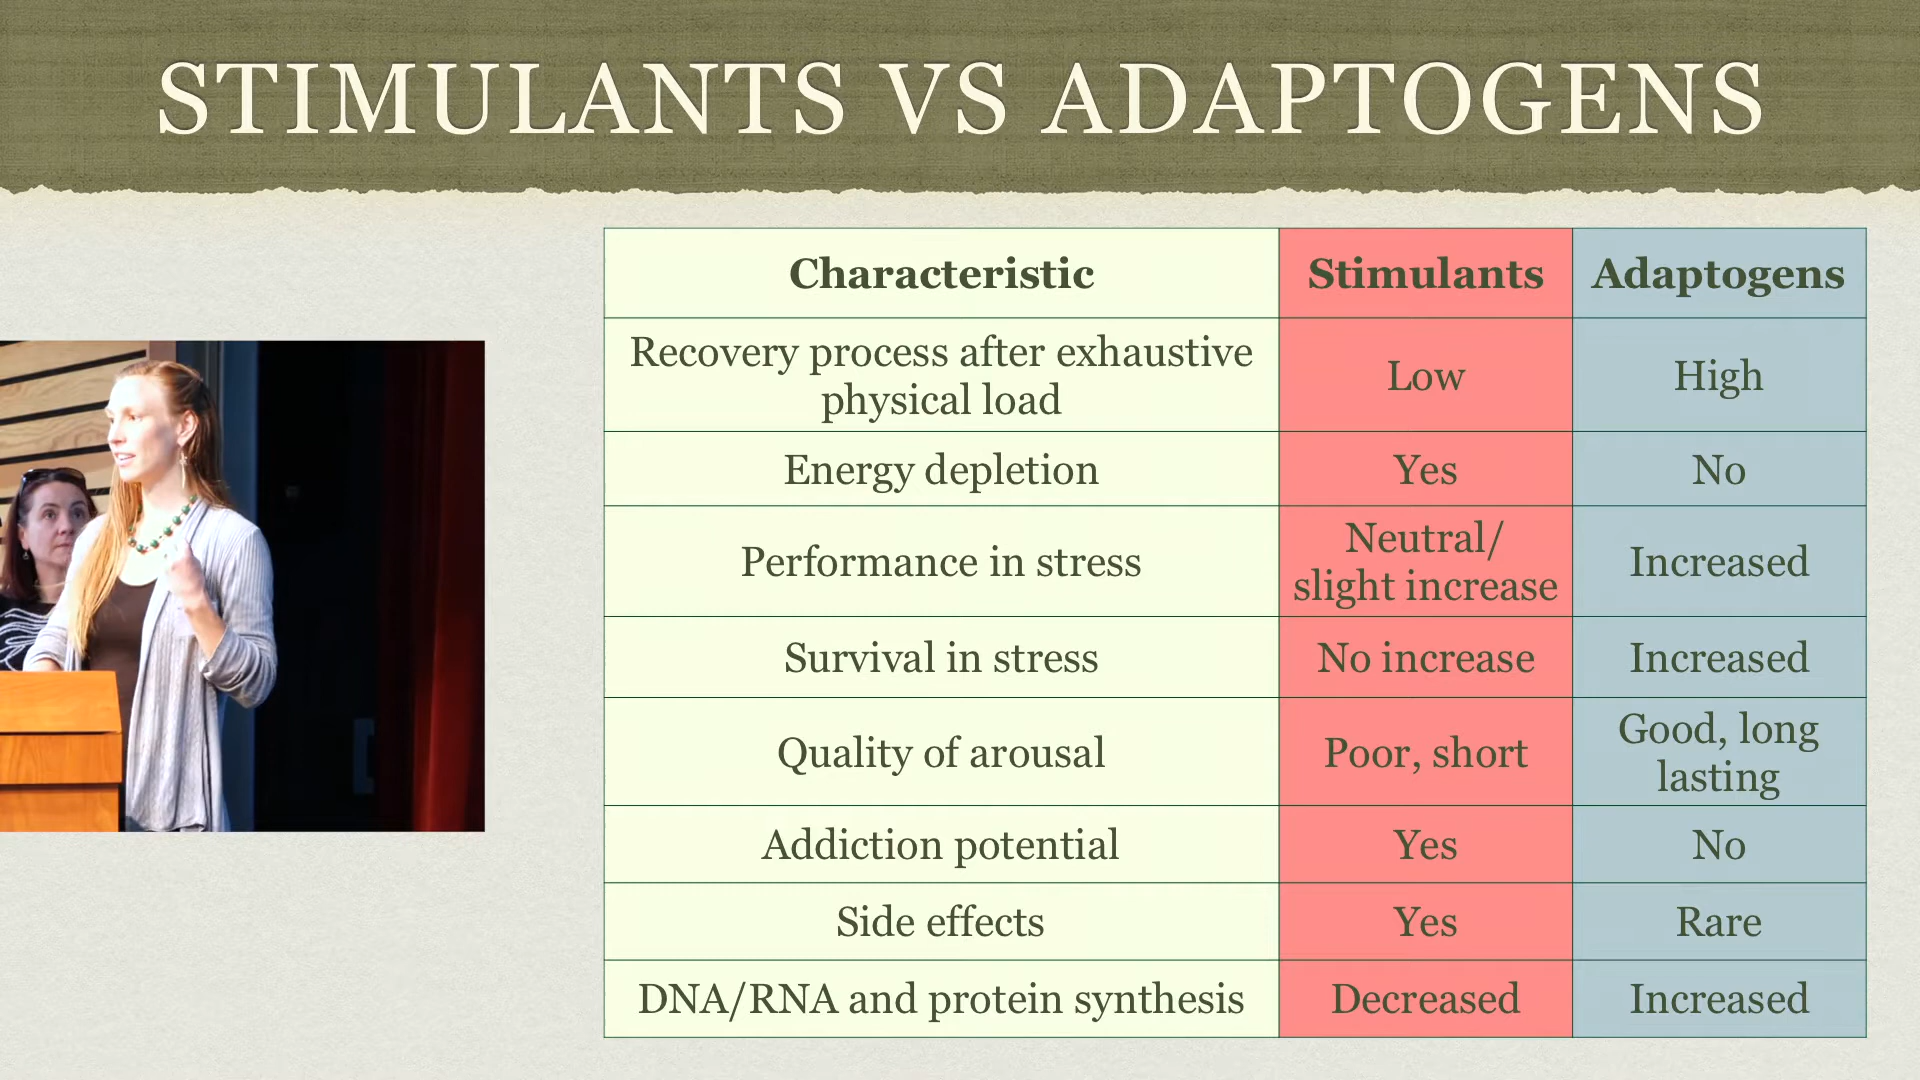 STIMULANTS VS ADAPTOGENS
Characteristic Stimulants Adaptogens
Recovery process after exhaustive
physical load
Low
High
Energy depletion Yes No
Performance in stress
Neutral/
slight increase
Increased
Survival in stress No increase Increased
Quality of arousal
Poor, short
Good, long
lasting
Addiction potential Yes No
Side effects Yes Rare
DNA/RNA and protein synthesis Decreased Increased